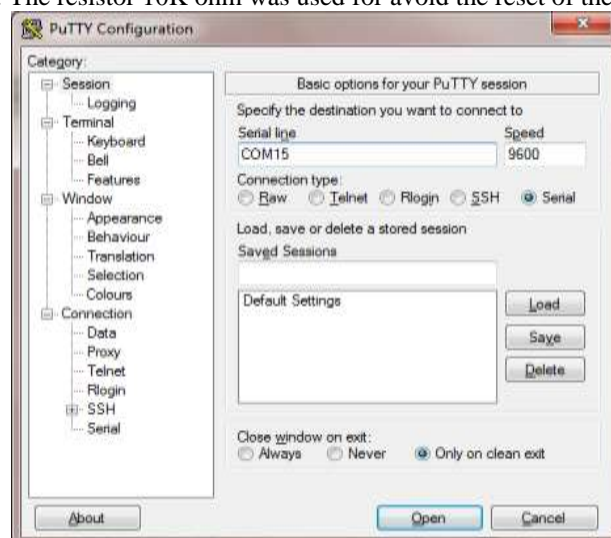 The resistor 10K ohm was used for avoid the reset of the
PuTTY Configuration
Category:
Session
Logging
Terminal
Keyboard
Bell
Features
Window
Appearance
Behaviour
Translation
Selection
Colours
Connection
Data
Proxy
Telnet
Rlogin
SSH
Serial
Basic options for your PuTTY session
Specify the destination you want to connect to
Serial line Speed
COM15 9600
Connection type:
Raw Telnet Rlogin SSH Serial
Load, save or delete a stored session
Saved Sessions
Default Settings
Load
Save
Delete
Close window on exit:
Always Never Only on clean exit
About Open Cancel